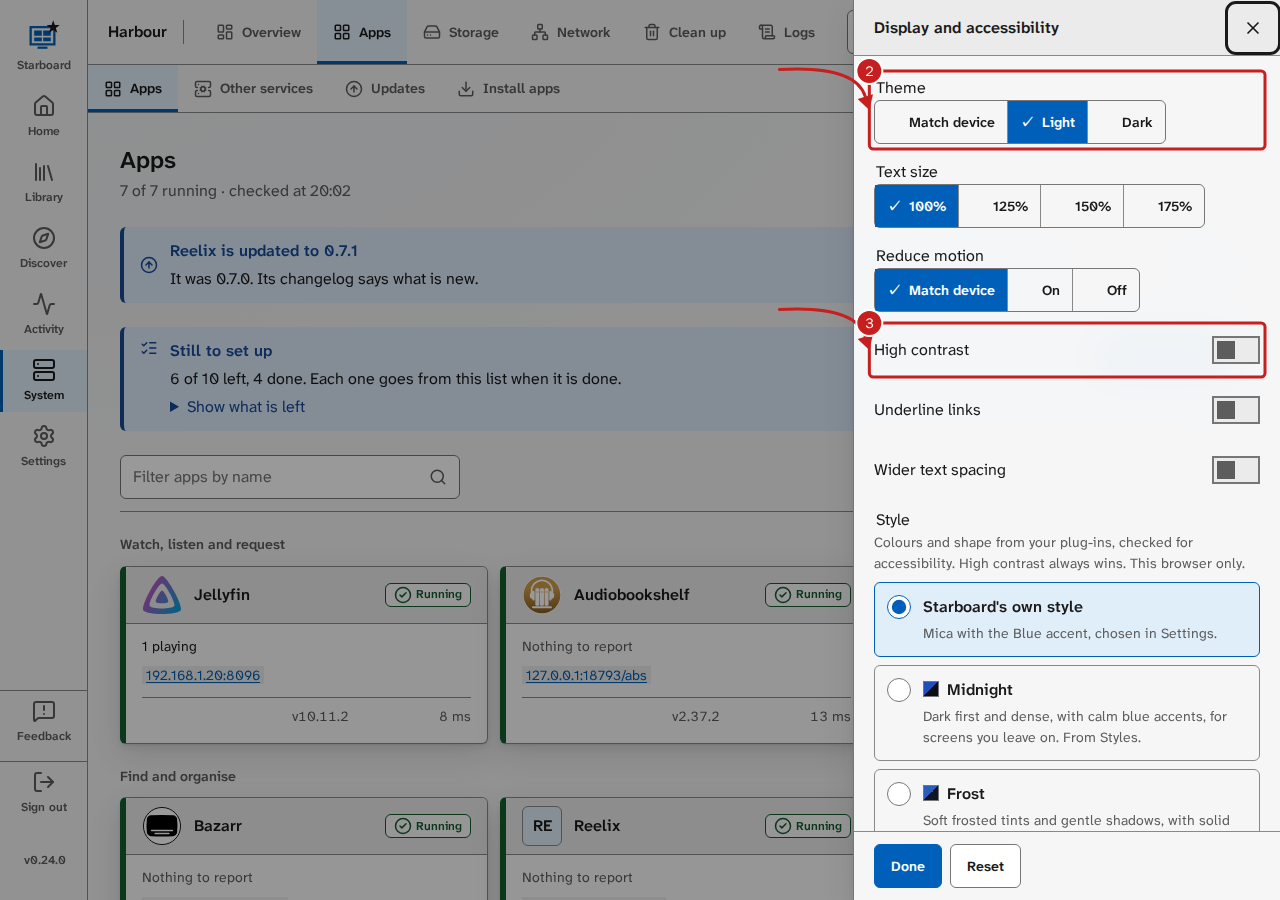 Starboard
Home
Library
Discover
Activity
System
Settings
Feedback
Sign out
v0.24.0
Harbour
Overview
Apps
Storage
Network
Clean up
Logs
Apps
Other services
Updates
Install apps
Apps
7 of 7 running · checked at 20:02
Reelix is updated to 0.7.1
It was 0.7.0. Its changelog says what is new.
Still to set up
6 of 10 left, 4 done. Each one goes from this list when it is done.
Show what is left
Filter apps by name
Watch, listen and request
Jellyfin
Running
1 playing
192.168.1.20:8096
v10.11.2
8 ms
Audiobookshelf
Running
Nothing to report
127.0.0.1:18793/abs
v2.37.2
13 ms
Find and organise
Bazarr
Running
Nothing to report
RE
Reelix
Running
Nothing to report
Display and accessibility
2
Theme
Match device
✓ Light
Dark
Text size
✓ 100%
125%
150%
175%
Reduce motion
✓ Match device
On
Off
3
High contrast
Underline links
Wider text spacing
Style
Colours and shape from your plug-ins, checked for
accessibility. High contrast always wins. This browser only.
Starboard's own style
Mica with the Blue accent, chosen in Settings.
Midnight
Dark first and dense, with calm blue accents, for
screens you leave on. From Styles.
Frost
Soft frosted tints and gentle shadows, with solid
Done
Reset